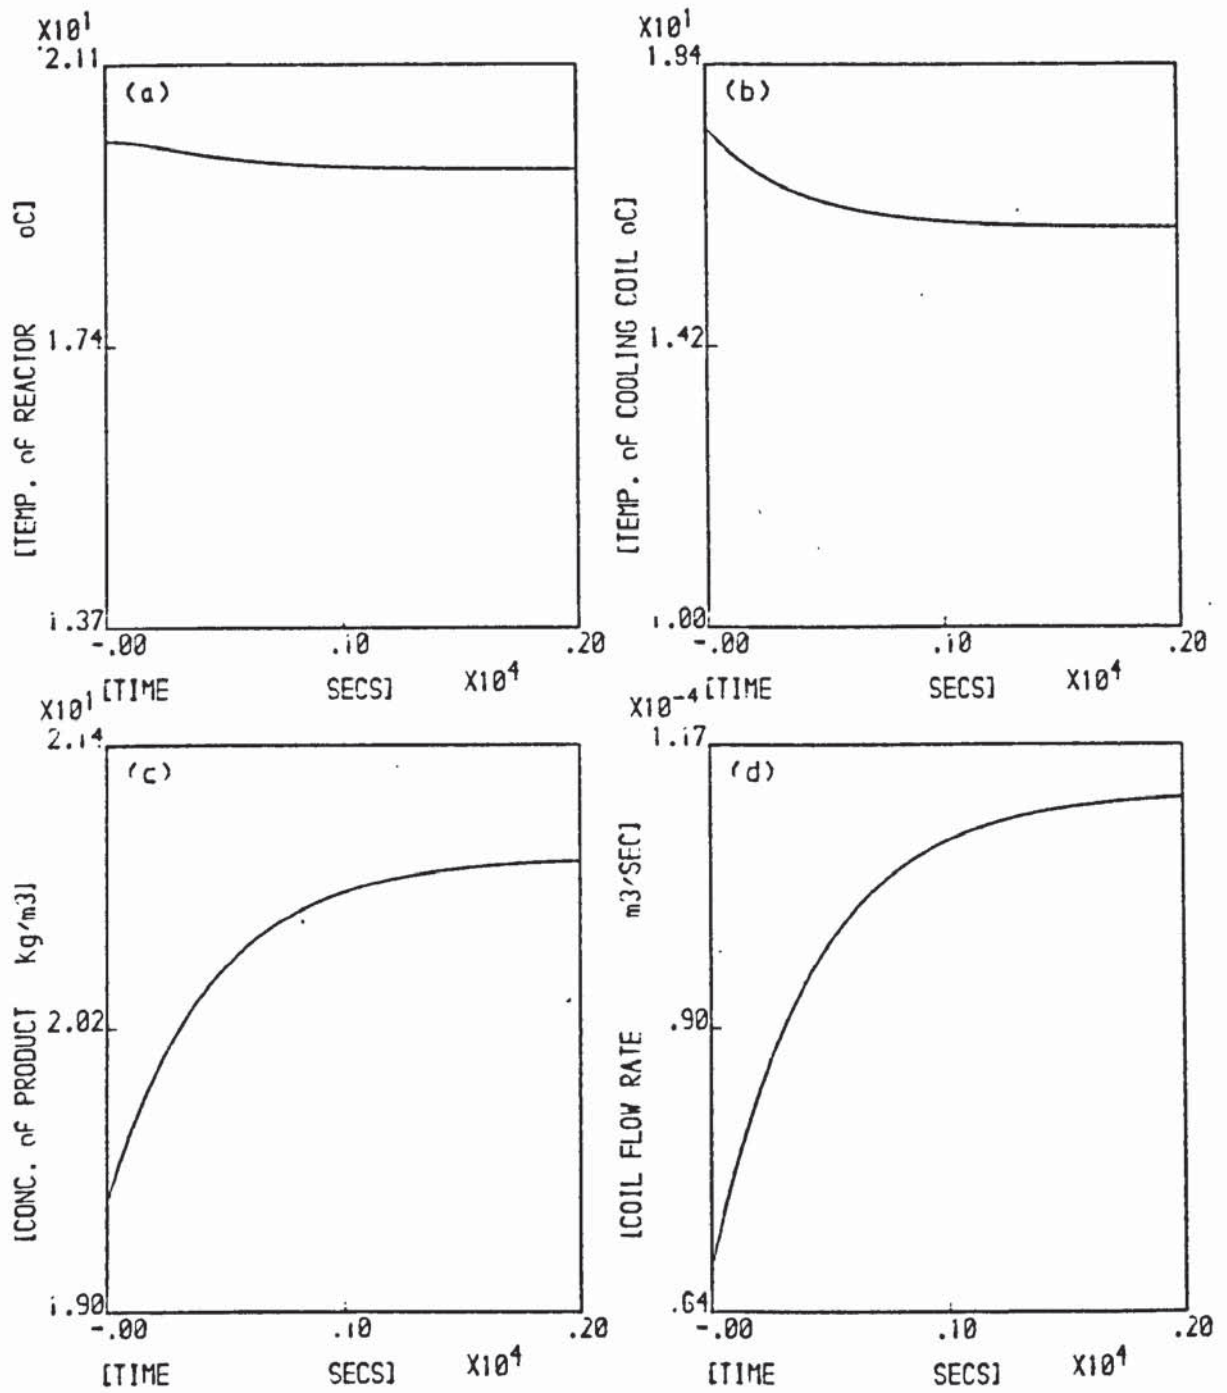 X10¹
2.11
(a)
[TEMP. of REACTOR oC]
1.74
1.37
-.00 .10 .20
[TIME SECS] X10⁴
X10¹
1.94
(b)
[TEMP. of COOLING COIL oC]
1.42
1.00
-.00 .10 .20
[TIME SECS] X10⁴
X10¹
2.14
(c)
[CONC. of PRODUCT kg/m3]
2.02
1.90
-.00 .10 .20
[TIME SECS] X10⁴
X10⁻⁴
1.17
(d)
[COIL FLOW RATE m3/SEC]
.90
.64
-.00 .10 .20
[TIME SECS] X10⁴